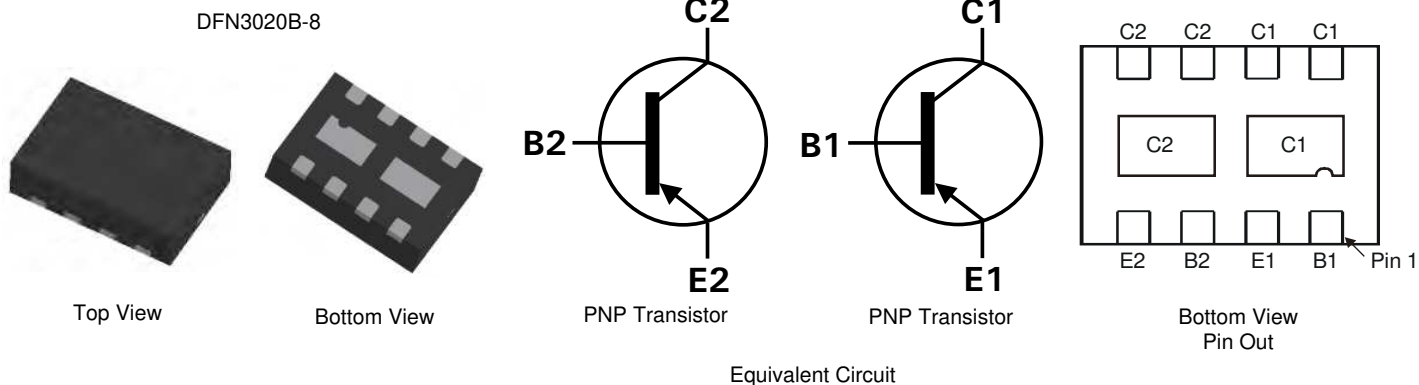 DFN3020B-8
C2
C1
C2 C2 C1 C1
B2
B1
C2 C1
E2
E1
E2 B2 E1 B1 Pin 1
Top View
Bottom View
PNP Transistor
PNP Transistor
Bottom View
Pin Out
Equivalent Circuit